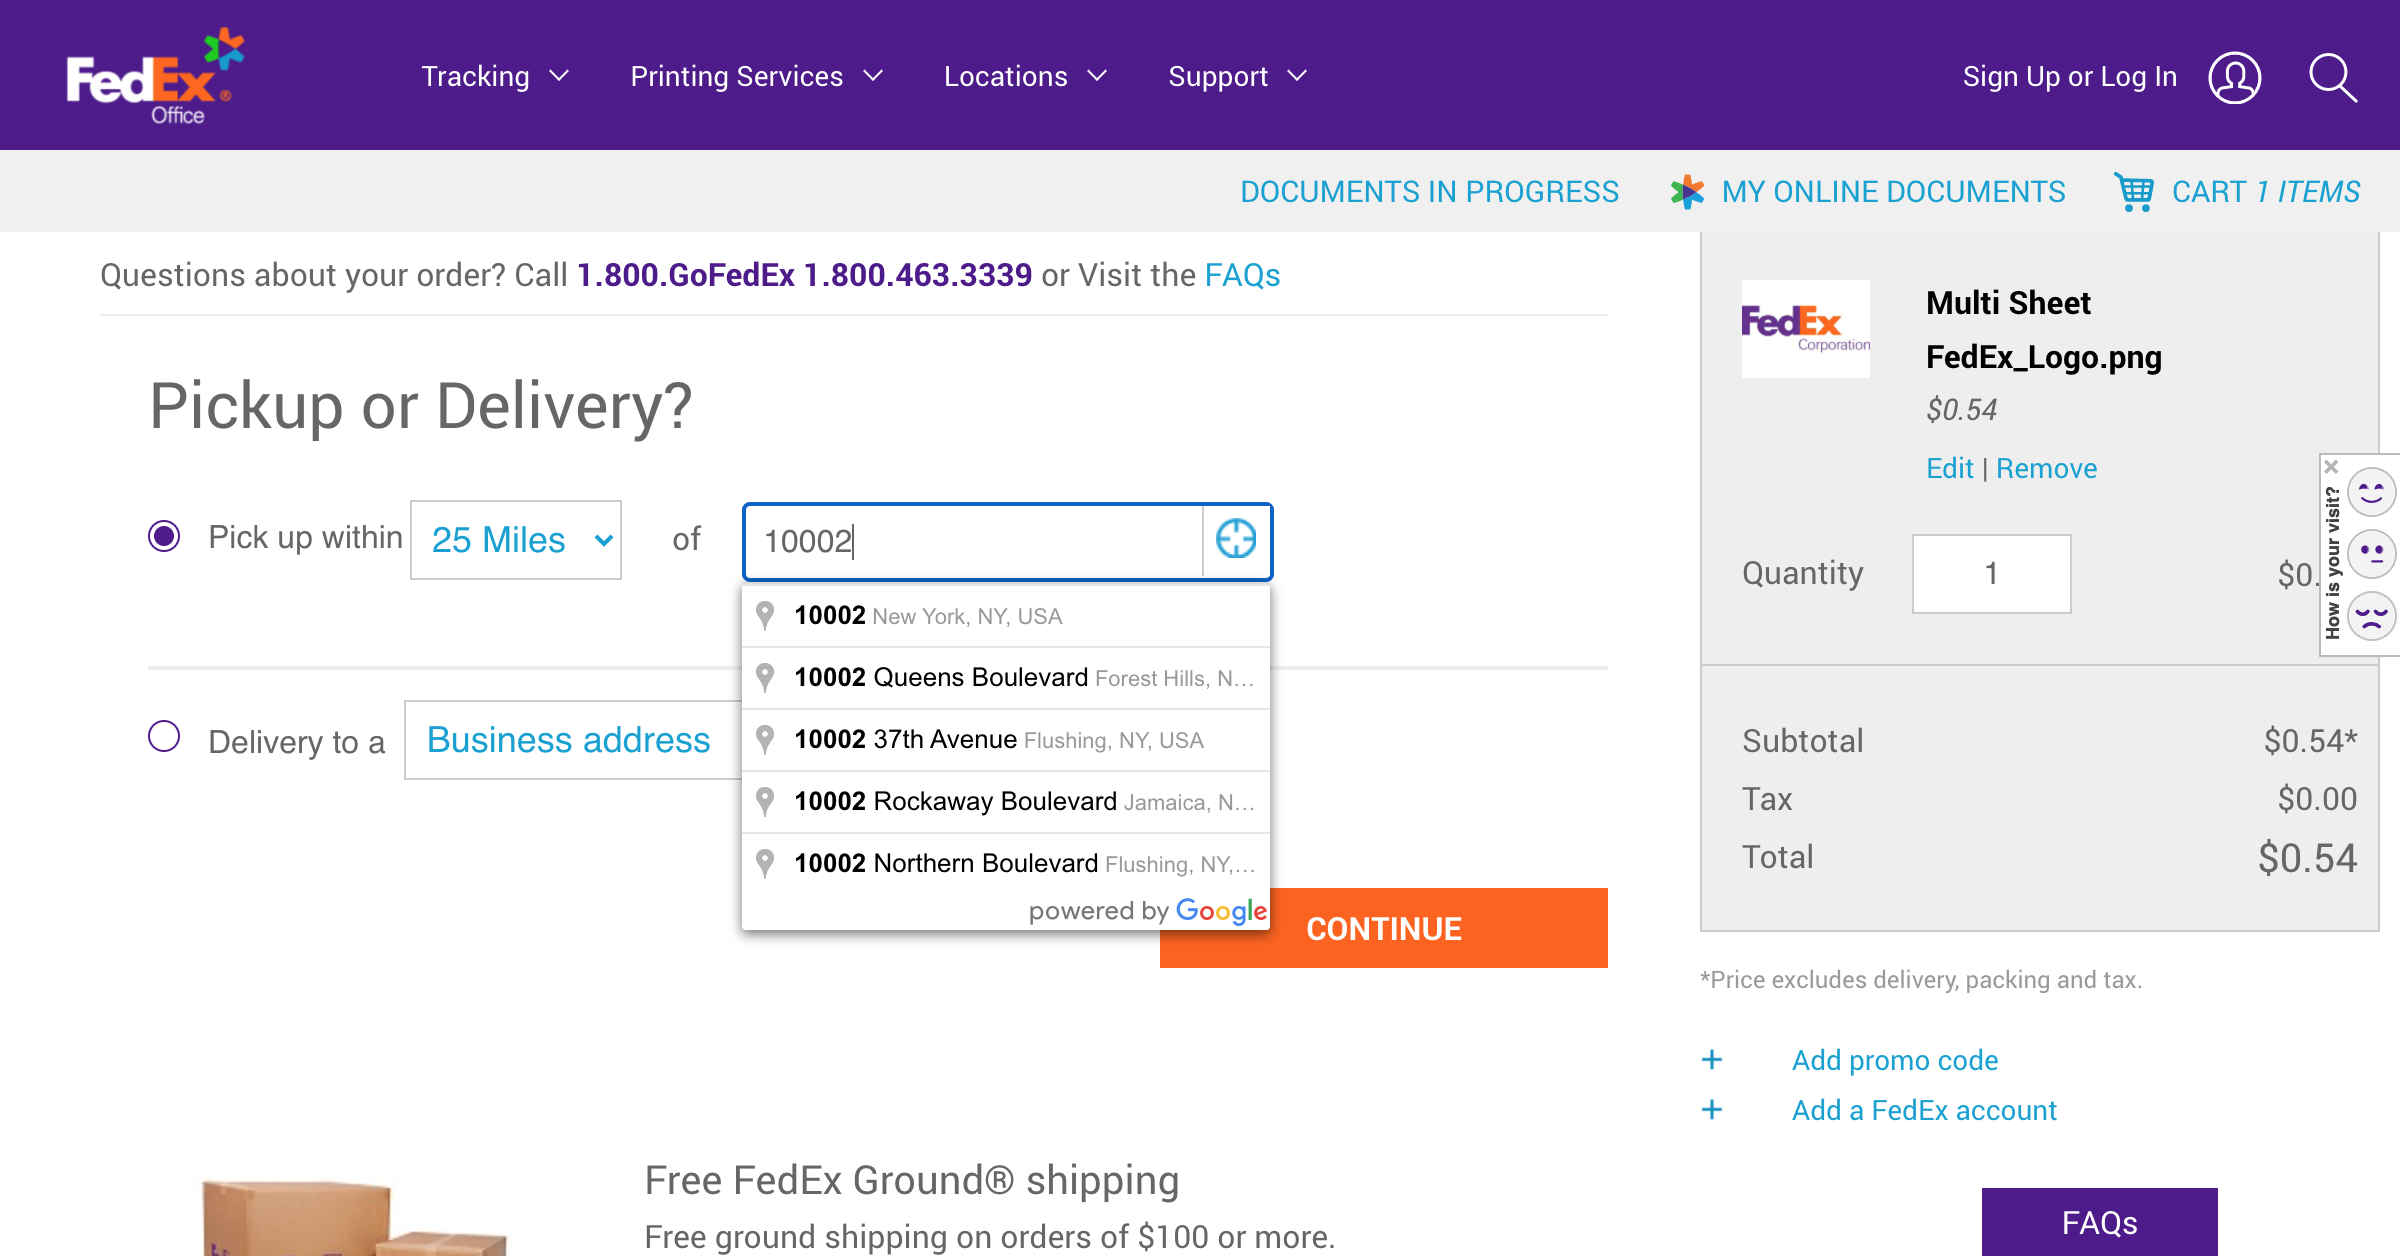 FedEx®
Office
Tracking
Printing Services
Locations
Support
Sign Up or Log In
DOCUMENTS IN PROGRESS
MY ONLINE DOCUMENTS
CART 1 ITEMS
Questions about your order? Call 1.800.GoFedEx 1.800.463.3339 or Visit the FAQs
Pickup or Delivery?
Pick up within 25 Miles of 10002
10002 New York, NY, USA
10002 Queens Boulevard Forest Hills, N...
10002 37th Avenue Flushing, NY, USA
10002 Rockaway Boulevard Jamaica, N...
10002 Northern Boulevard Flushing, NY,...
powered by Google
Delivery to a Business address
CONTINUE
FedEx
Corporation
Multi Sheet
FedEx_Logo.png
$0.54
Edit | Remove
Quantity 1 $0.
How is your visit?
Subtotal $0.54*
Tax $0.00
Total $0.54
*Price excludes delivery, packing and tax.
+ Add promo code
+ Add a FedEx account
Free FedEx Ground® shipping
Free ground shipping on orders of $100 or more.
FAQs